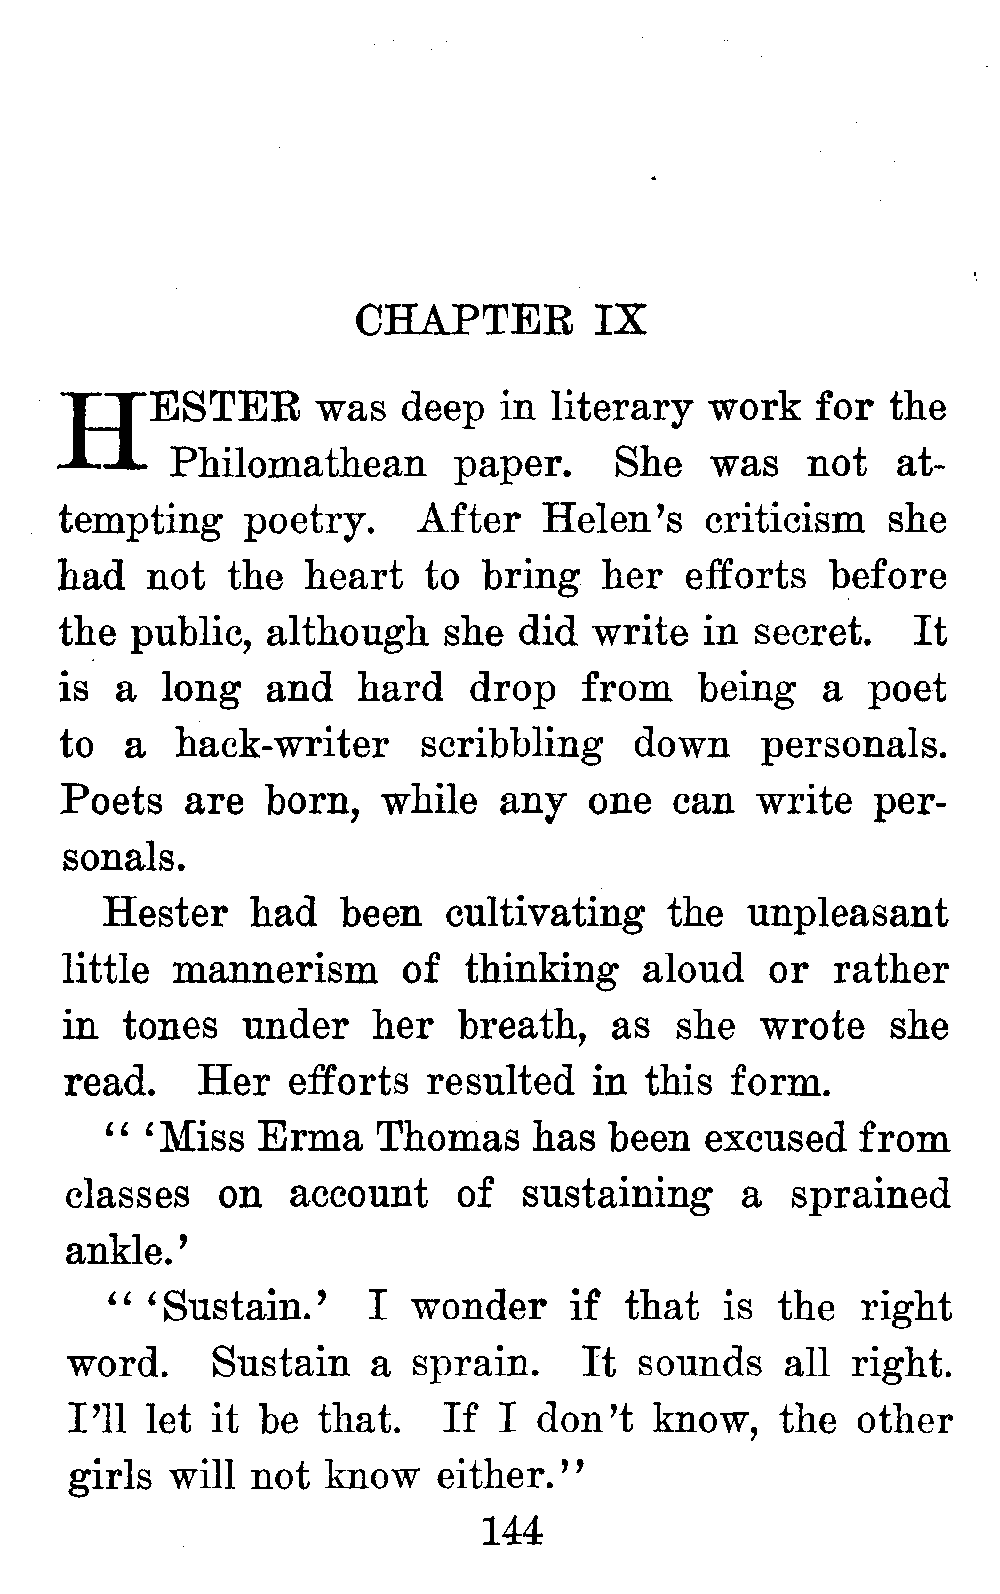 CHAPTER IX
HESTER was deep in literary work for the
Philomathean paper. She was not at-
tempting poetry. After Helen's criticism she
had not the heart to bring her efforts before
the public, although she did write in secret. It
is a long and hard drop from being a poet
to a hack-writer scribbling down personals.
Poets are born, while any one can write per-
sonals.
Hester had been cultivating the unpleasant
little mannerism of thinking aloud or rather
in tones under her breath, as she wrote she
read. Her efforts resulted in this form.
"'Miss Erma Thomas has been excused from
classes on account of sustaining a sprained
ankle.'
"'Sustain.' I wonder if that is the right
word. Sustain a sprain. It sounds all right.
I'll let it be that. If I don't know, the other
girls will not know either."
144